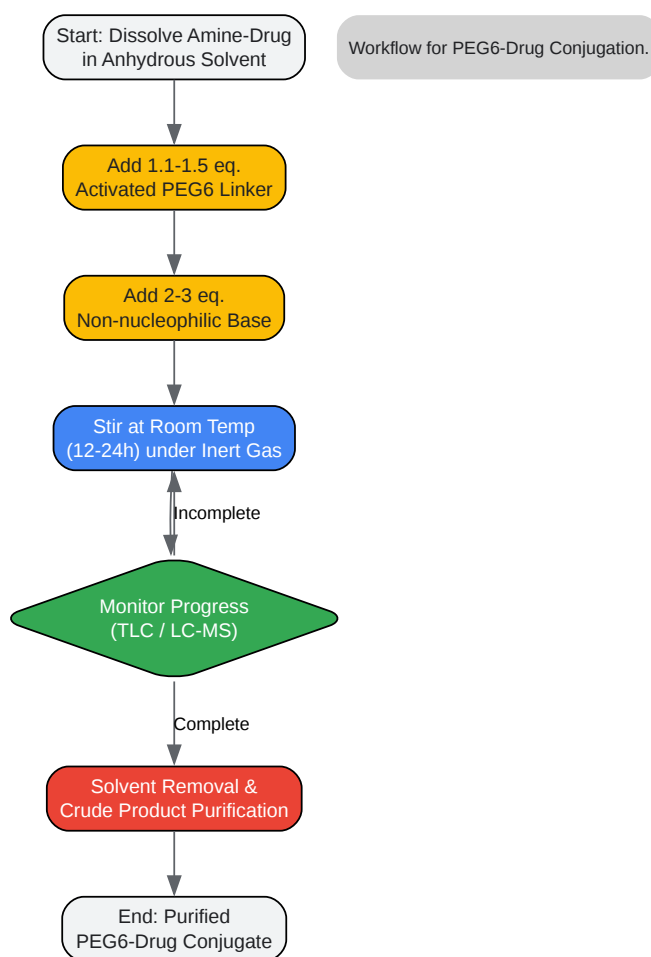 Start: Dissolve Amine-Drug
in Anhydrous Solvent
Workflow for PEG6-Drug Conjugation.
Add 1.1-1.5 eq.
Activated PEG6 Linker
Add 2-3 eq.
Non-nucleophilic Base
Stir at Room Temp
(12-24h) under Inert Gas
Incomplete
Monitor Progress
(TLC / LC-MS)
Complete
Solvent Removal &
Crude Product Purification
End: Purified
PEG6-Drug Conjugate